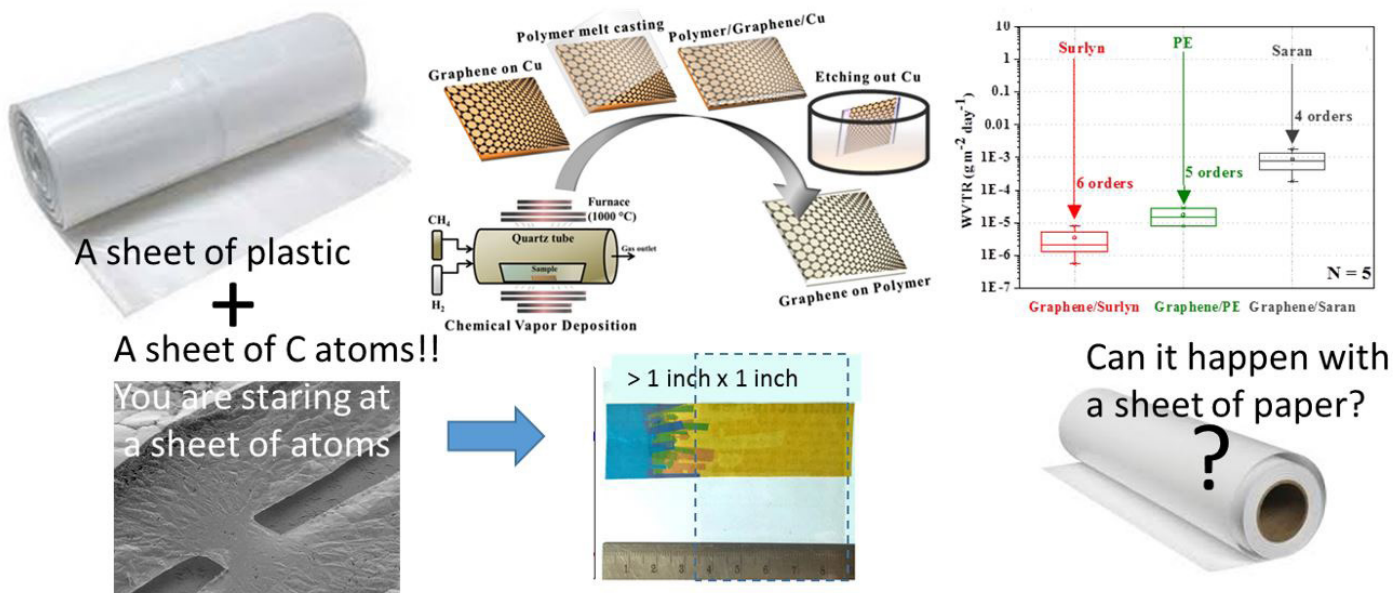 A sheet of plastic
+
A sheet of C atoms!!
You are staring at
a sheet of atoms
Polymer melt casting
Polymer/Graphene/Cu
Graphene on Cu
Etching out Cu
Furnace
(1000 °C)
CH4
Quartz tube
Gas outlet
Sample
H2
Chemical Vapor Deposition
Graphene on Polymer
> 1 inch x 1 inch
1 2 3 4 5 6 7 8
WVTR (g m-2 day-1)
10
1
0.1
0.01
1E-3
1E-4
1E-5
1E-6
1E-7
Surlyn
PE
Saran
6 orders
5 orders
4 orders
N = 5
Graphene/Surlyn
Graphene/PE
Graphene/Saran
Can it happen with
a sheet of paper?
?